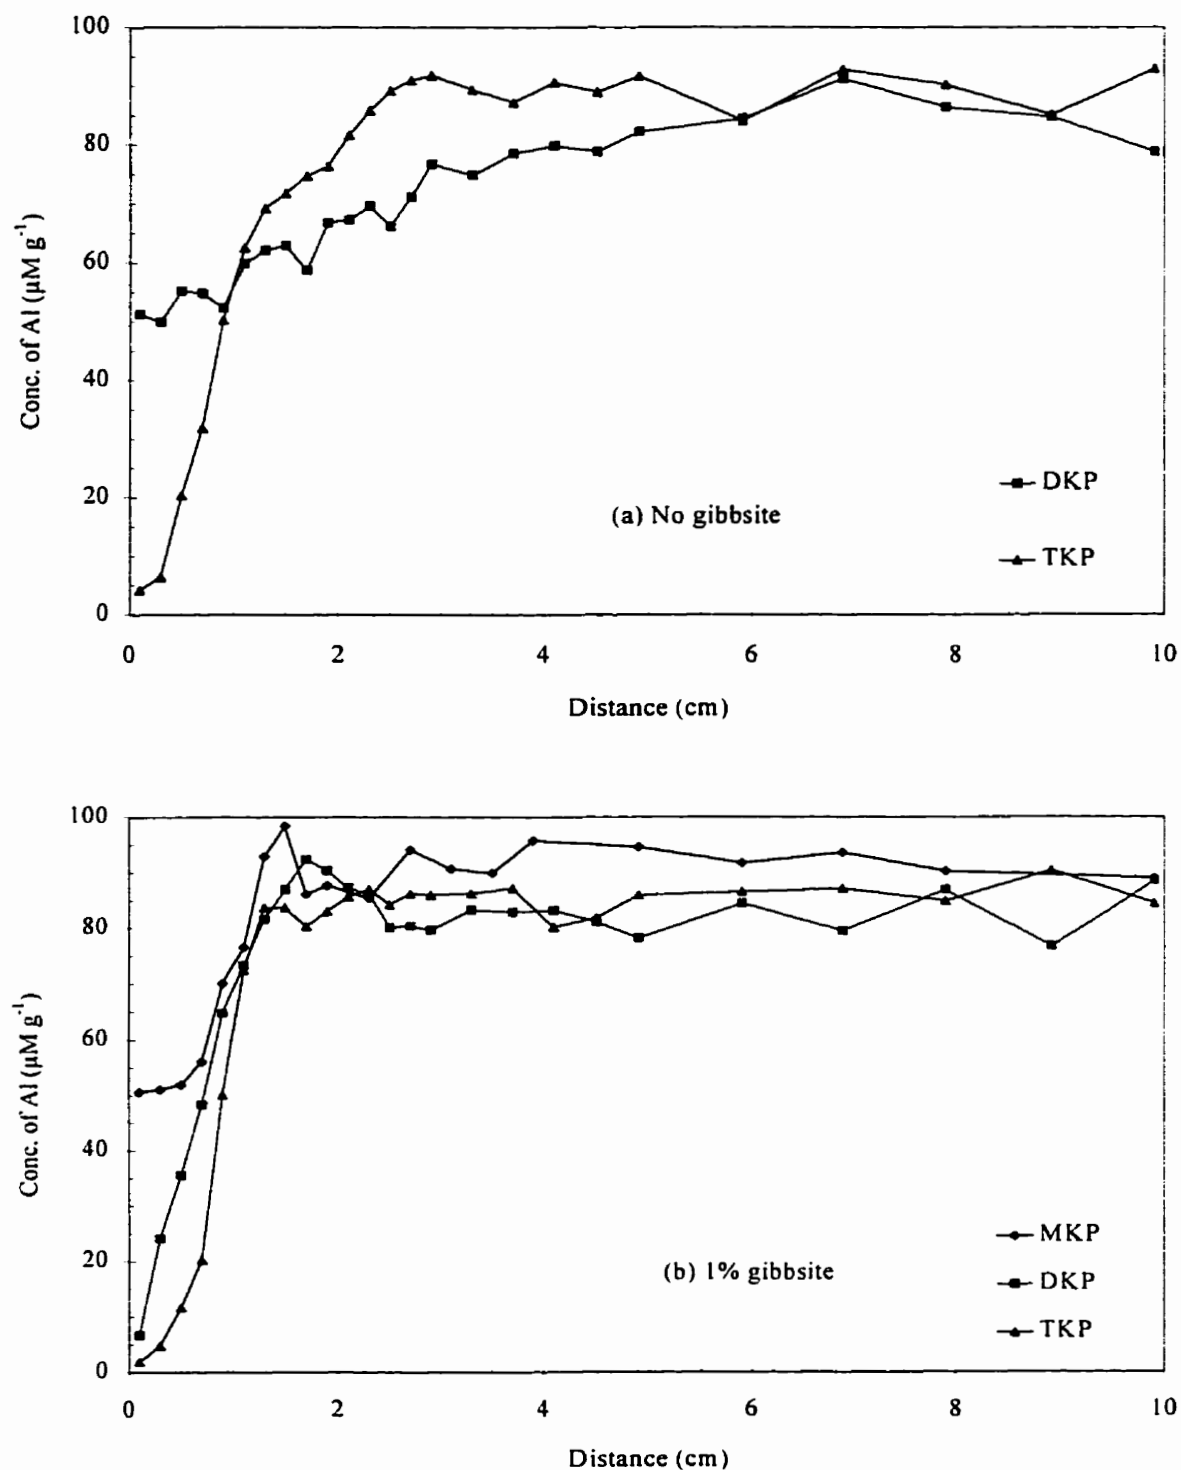 100
80
60
40
20
0
Conc. of Al (µM g⁻¹)
DKP
(a) No gibbsite
TKP
0 2 4 6 8 10
Distance (cm)
100
80
60
40
20
0
Conc. of Al (µM g⁻¹)
MKP
(b) 1% gibbsite
DKP
TKP
0 2 4 6 8 10
Distance (cm)